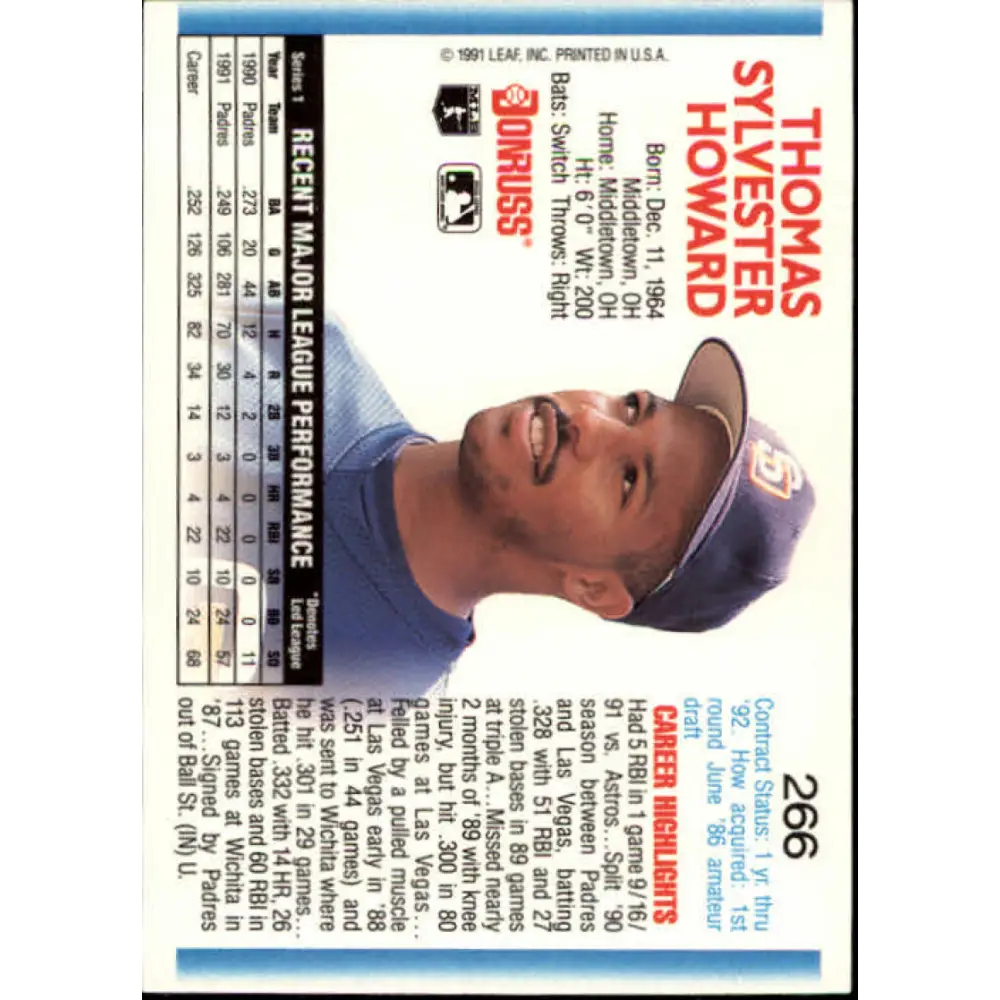 266
THOMAS
SYLVESTER
HOWARD
Born: Dec. 11, 1964
Middletown, OH
Home: Middletown, OH
Ht: 6'0" Wt: 200
Bats: Switch Throws: Right
DONRUSS®
MLB
© 1991 LEAF, INC. PRINTED IN U.S.A.
Contract Status: 1 yr. thru
'92. How acquired: 1st
round June '86 amateur
draft
CAREER HIGHLIGHTS
Had 5 RBI in 1 game 9/16/
91 vs. Astros...Split '90
season between Padres
and Las Vegas, batting
.328 with 51 RBI and 27
stolen bases in 89 games
at triple A...Missed nearly
2 months of '89 with knee
injury, but hit .300 in 80
games at Las Vegas...
Felled by a pulled muscle
at Las Vegas early in '88
(.251 in 44 games) and
was sent to Wichita where
he hit .301 in 29 games...
Batted .332 with 14 HR, 26
stolen bases and 60 RBI in
113 games at Wichita in
'87...Signed by Padres
out of Ball St. (IN) U.
Series 1 RECENT MAJOR LEAGUE PERFORMANCE *Denotes Led League
Year Team BA G AB H R 2B 3B HR RBI SB BB SO
1990 Padres .273 20 44 12 4 2 0 0 0 0 0 11
1991 Padres .249 106 281 70 30 12 3 4 22 10 24 57
Career .252 126 325 82 34 14 3 4 22 10 24 68